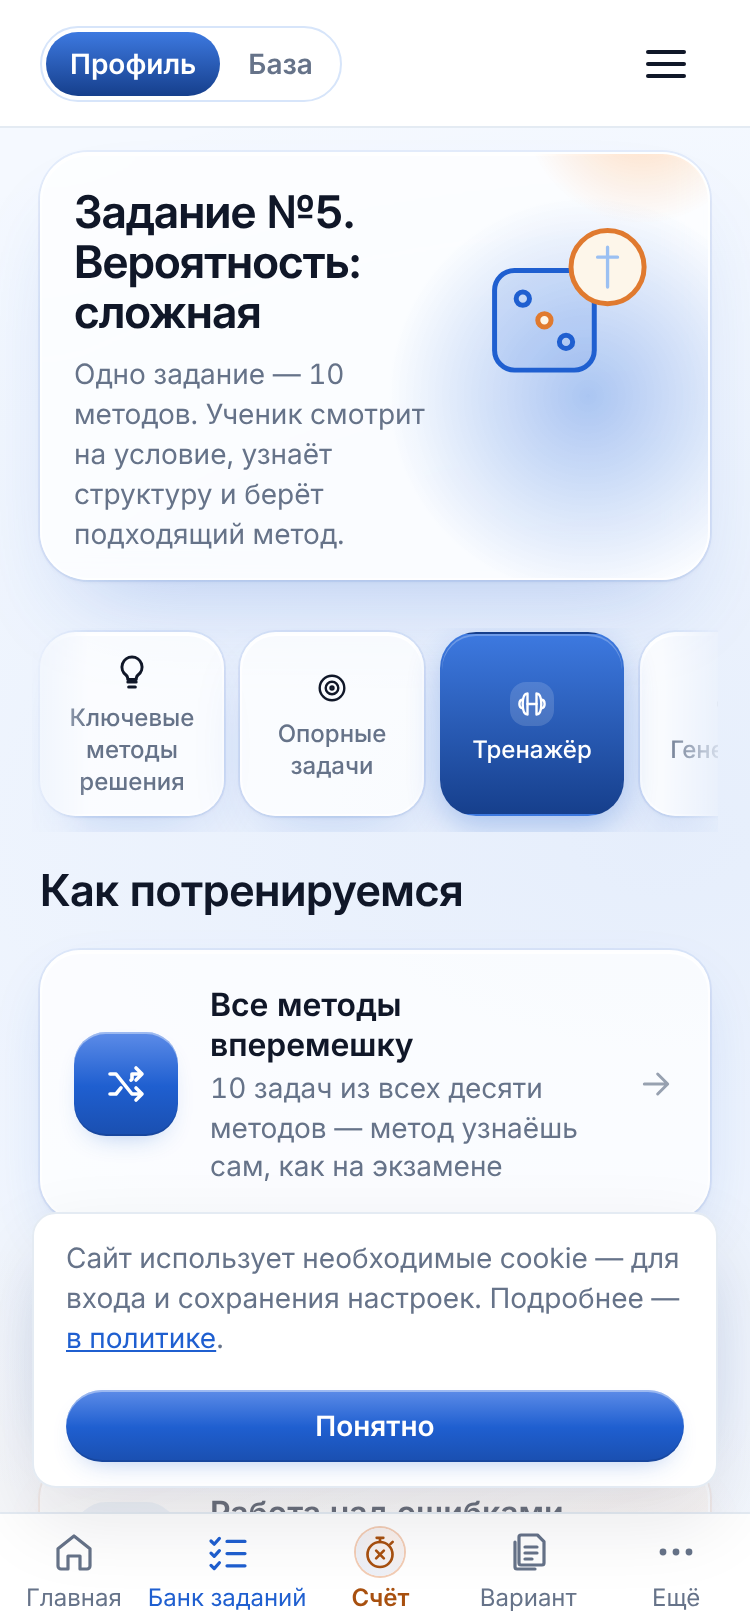 Профиль
База
Задание №5.
Вероятность:
сложная
Одно задание — 10
методов. Ученик смотрит
на условие, узнаёт
структуру и берёт
подходящий метод.
Ключевые
методы
решения
Опорные
задачи
Тренажёр
Как потренируемся
Все методы
вперемешку
10 задач из всех десяти
методов — метод узнаёшь
сам, как на экзамене
Сайт использует необходимые cookie — для
входа и сохранения настроек. Подробнее —
в политике.
Понятно
Работа над ошибками
Главная
Банк заданий
Счёт
Вариант
Ещё